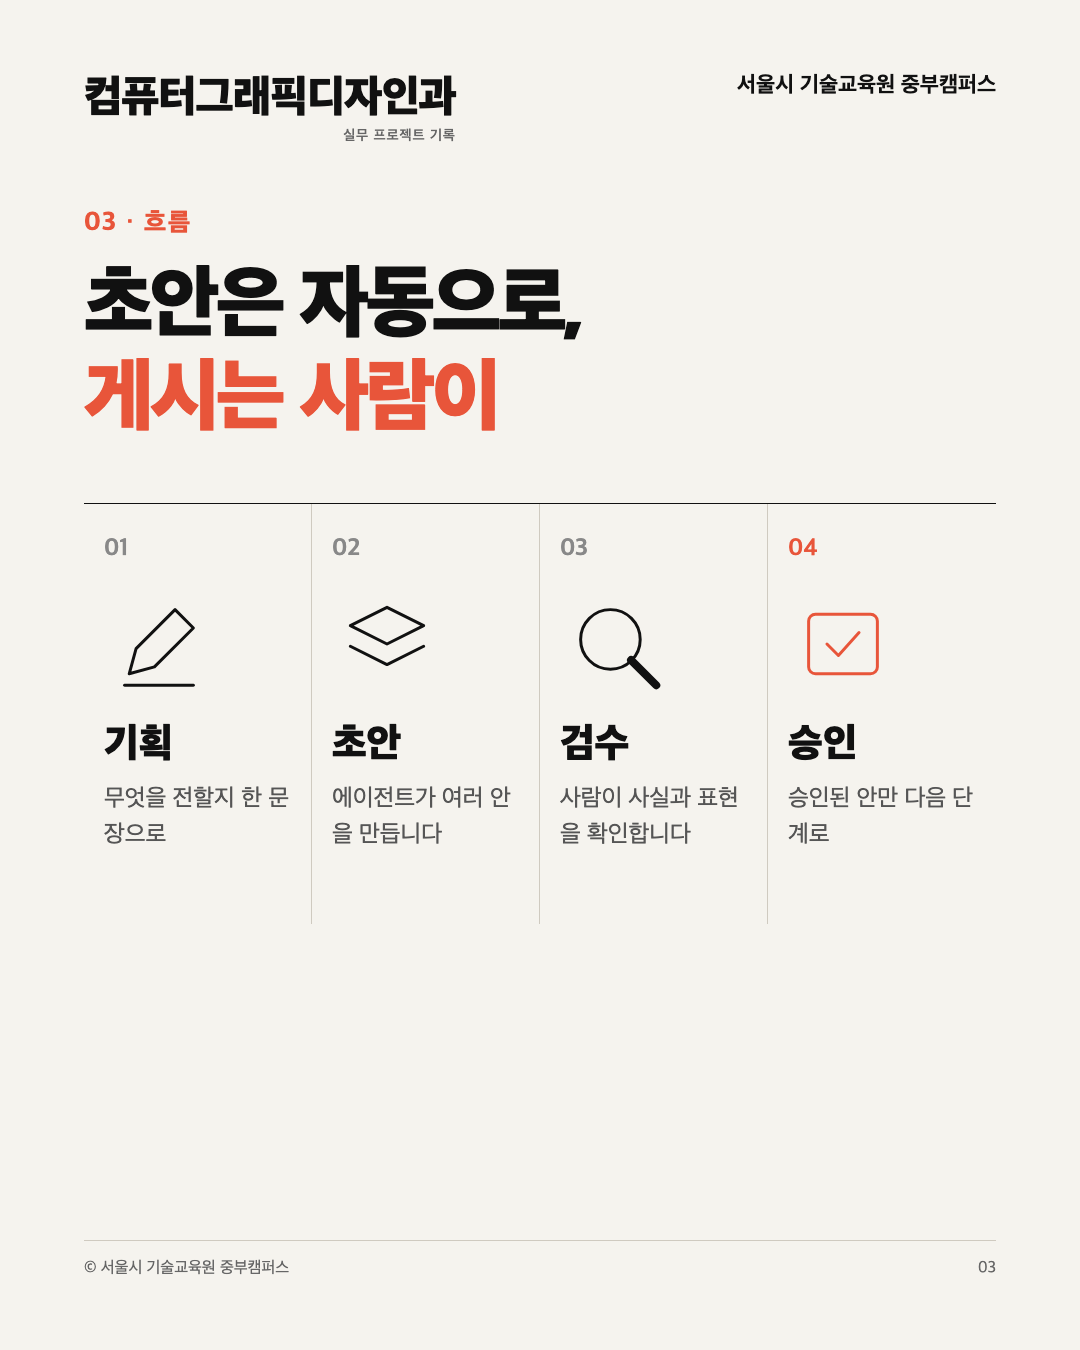 컴퓨터그래픽디자인과
서울시 기술교육원 중부캠퍼스
실무 프로젝트 기록
03 · 흐름
초안은 자동으로,
게시는 사람이
01
기획
무엇을 전할지 한 문
장으로
02
초안
에이전트가 여러 안
을 만듭니다
03
검수
사람이 사실과 표현
을 확인합니다
04
승인
승인된 안만 다음 단
계로
© 서울시 기술교육원 중부캠퍼스
03